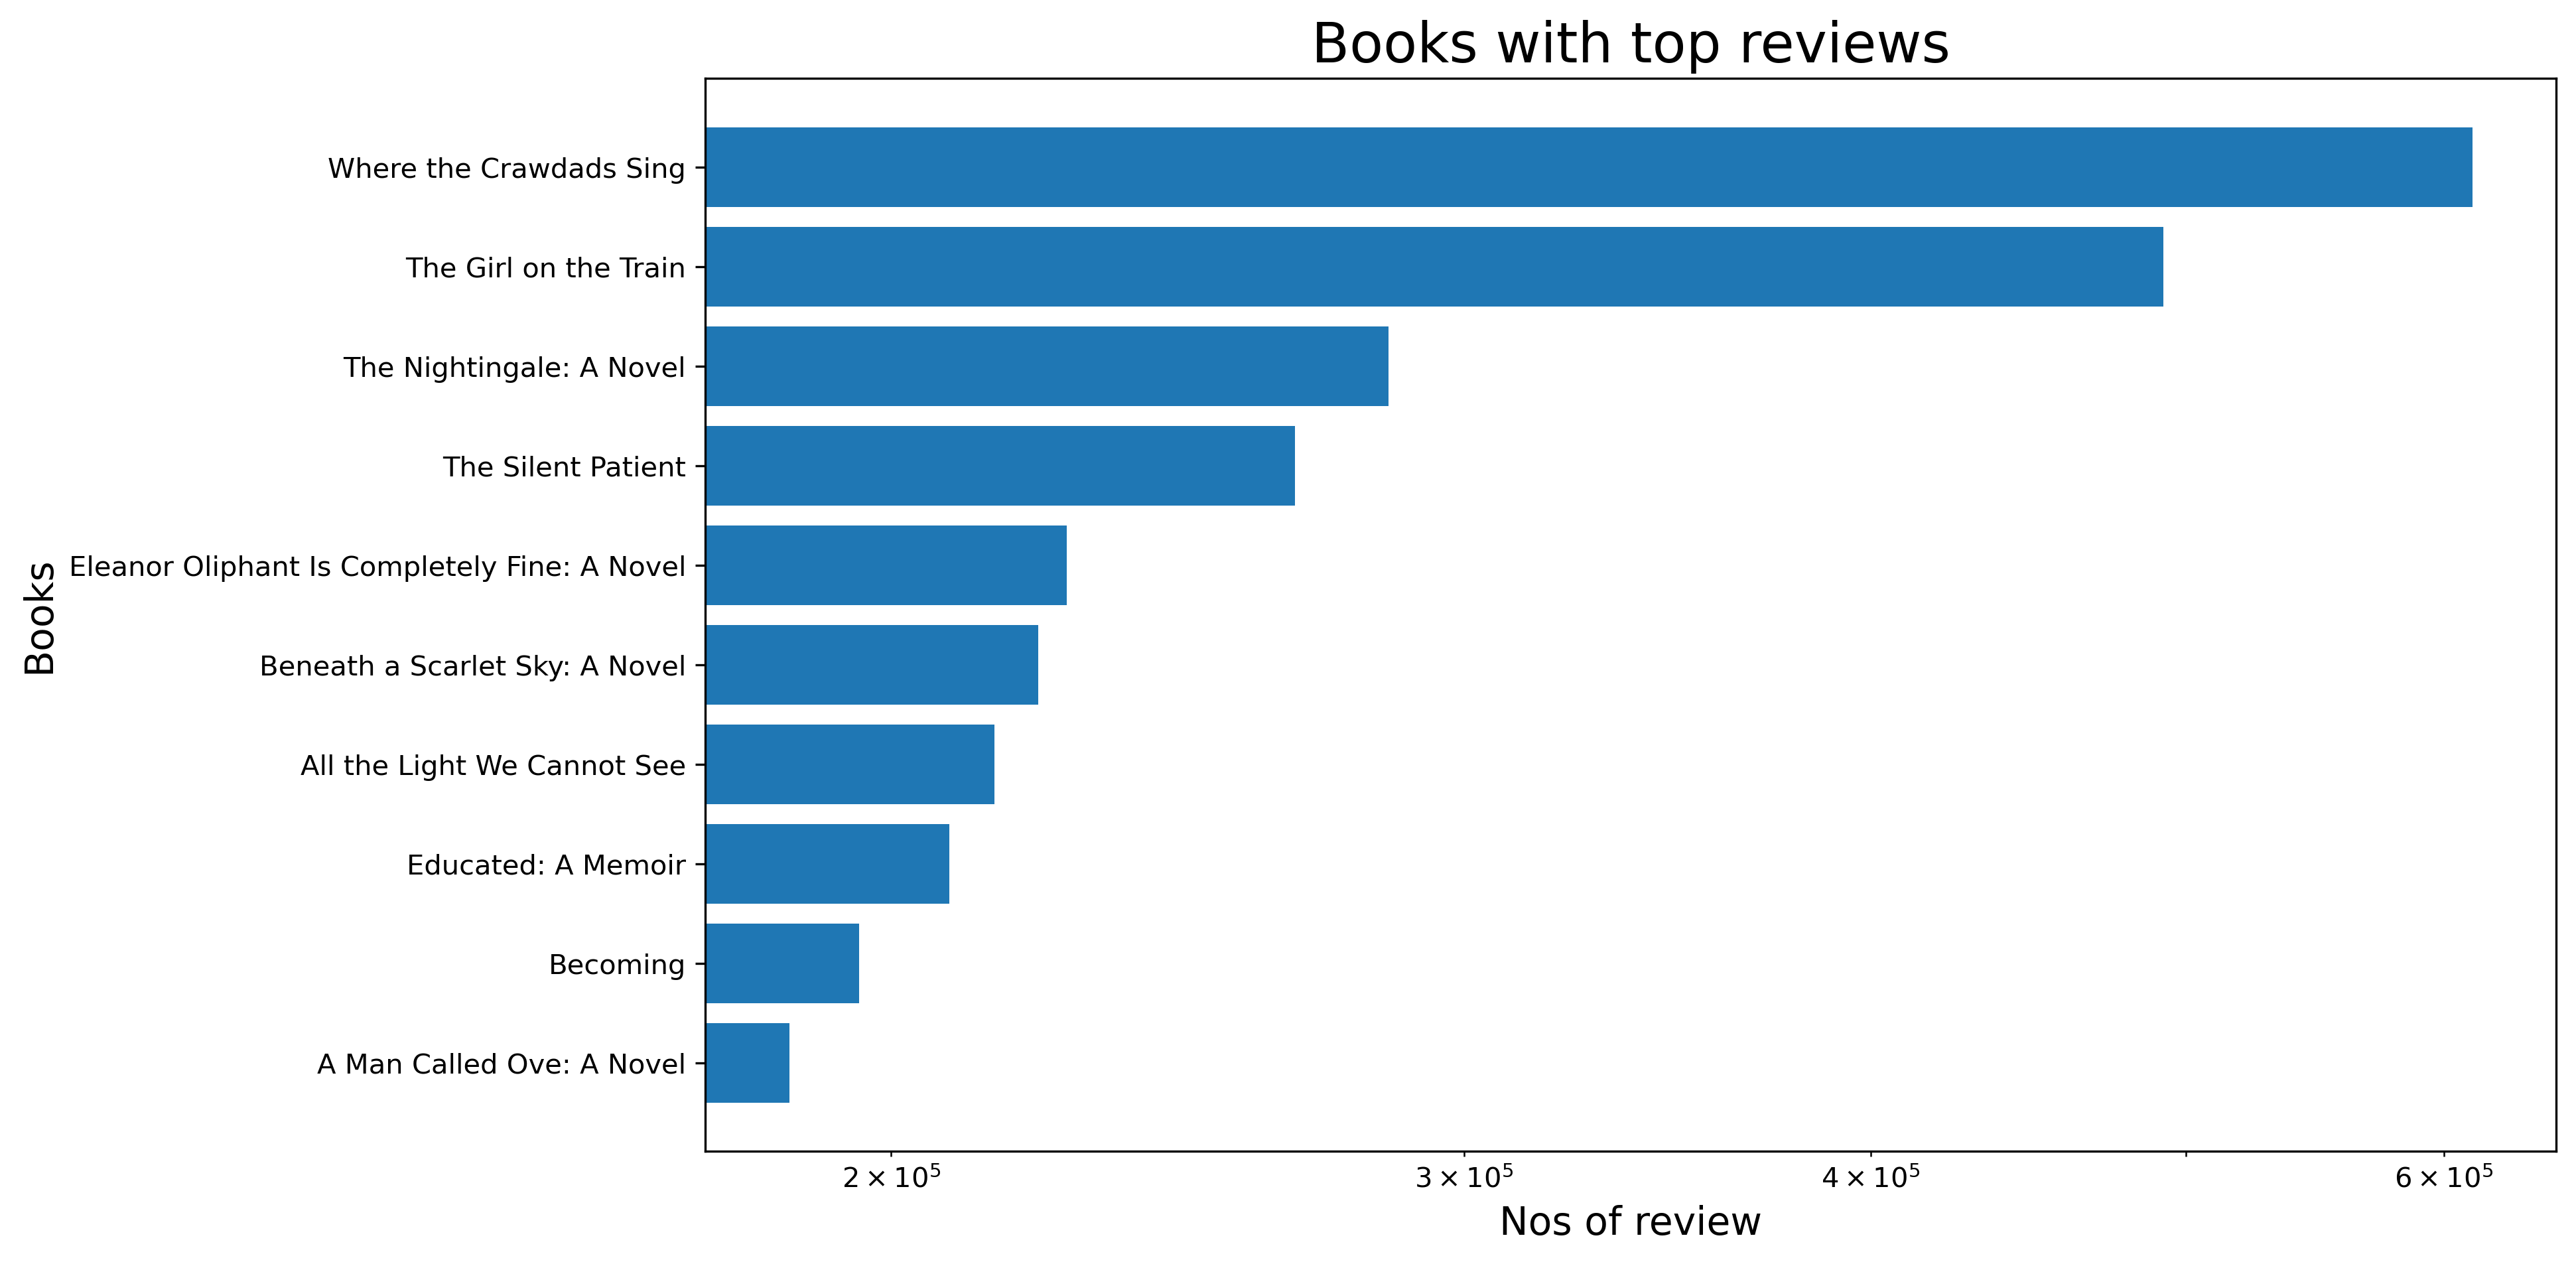 Books with top reviews
Books
Where the Crawdads Sing
The Girl on the Train
The Nightingale: A Novel
The Silent Patient
Eleanor Oliphant Is Completely Fine: A Novel
Beneath a Scarlet Sky: A Novel
All the Light We Cannot See
Educated: A Memoir
Becoming
A Man Called Ove: A Novel
2 × 10⁵ 3 × 10⁵ 4 × 10⁵ 6 × 10⁵
Nos of review